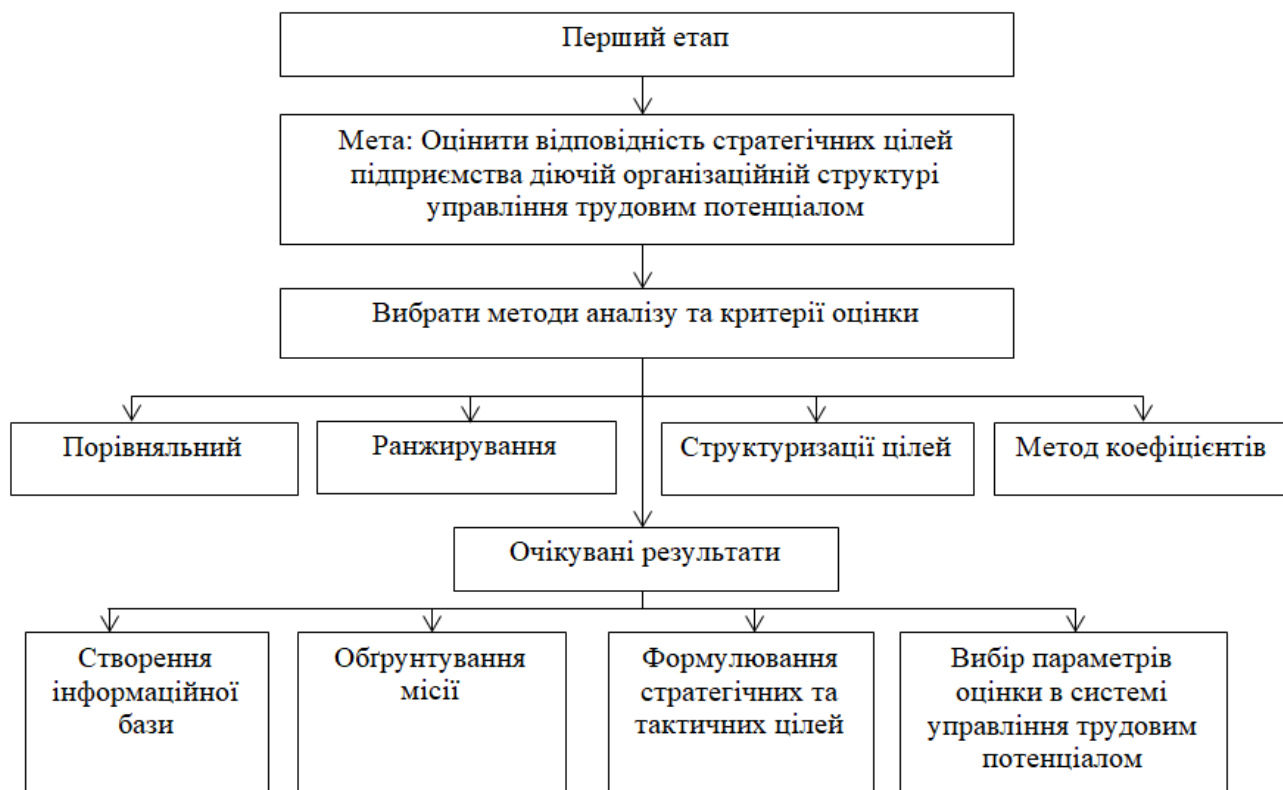 Перший етап
Мета: Оцінити відповідність стратегічних цілей
підприємства діючій організаційній структурі
управління трудовим потенціалом
Вибрати методи аналізу та критерії оцінки
Порівняльний
Ранжирування
Структуризації цілей
Метод коефіцієнтів
Очікувані результати
Створення
інформаційної
бази
Обґрунтування
місії
Формулювання
стратегічних та
тактичних цілей
Вибір параметрів
оцінки в системі
управління трудовим
потенціалом